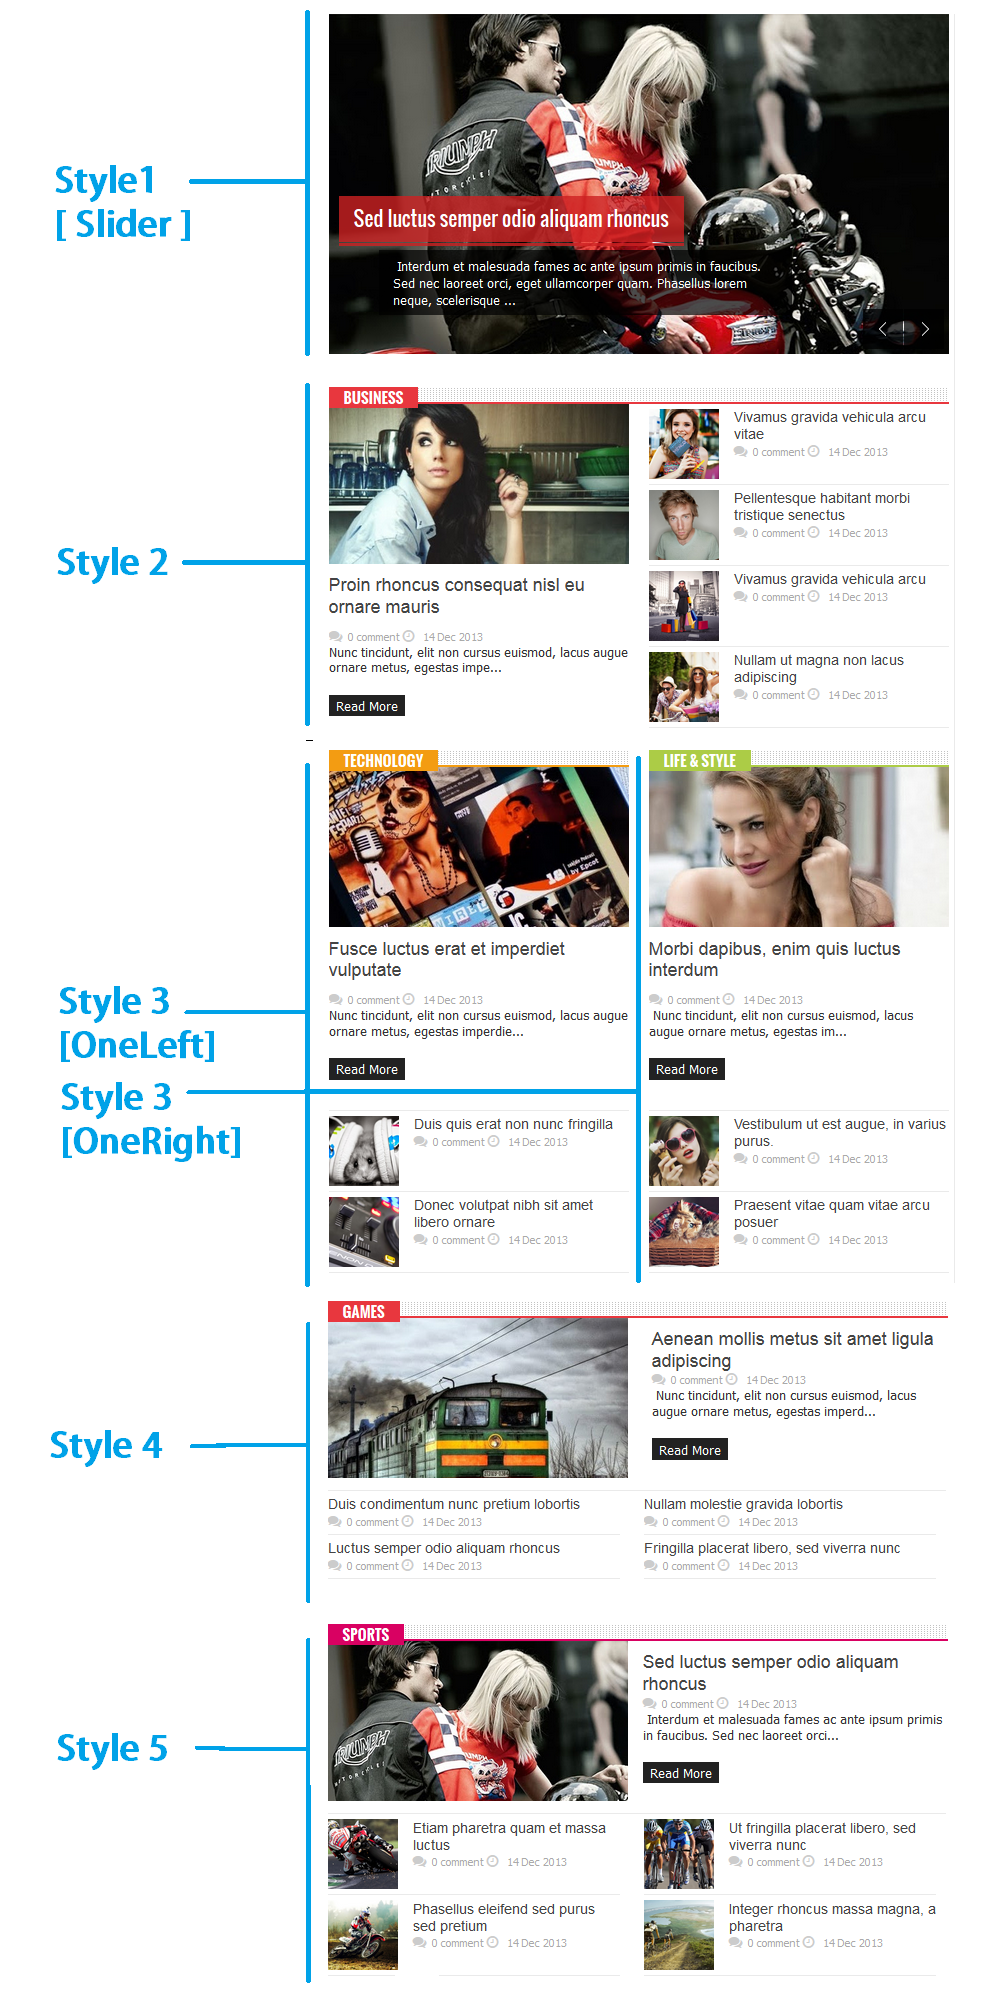 Style1
[ Slider ]
TRIUMPH
MOTORCYCLES
TRIUMPH
Sed luctus semper odio aliquam rhoncus
Interdum et malesuada fames ac ante ipsum primis in faucibus.
Sed nec laoreet orci, eget ullamcorper quam. Phasellus lorem
neque, scelerisque ...
Style 2
BUSINESS
Proin rhoncus consequat nisl eu
ornare mauris
0 comment 14 Dec 2013
Nunc tincidunt, elit non cursus euismod, lacus augue
ornare metus, egestas impe...
Read More
Vivamus gravida vehicula arcu
vitae
0 comment 14 Dec 2013
Pellentesque habitant morbi
tristique senectus
0 comment 14 Dec 2013
Vivamus gravida vehicula arcu
0 comment 14 Dec 2013
Nullam ut magna non lacus
adipiscing
0 comment 14 Dec 2013
Style 3
[OneLeft]
Style 3
[OneRight]
TECHNOLOGY
WIRED
by Epcot
Fusce luctus erat et imperdiet
vulputate
0 comment 14 Dec 2013
Nunc tincidunt, elit non cursus euismod, lacus augue
ornare metus, egestas imperdie...
Read More
Duis quis erat non nunc fringilla
0 comment 14 Dec 2013
Donec volutpat nibh sit amet
libero ornare
0 comment 14 Dec 2013
LIFE & STYLE
Morbi dapibus, enim quis luctus
interdum
0 comment 14 Dec 2013
Nunc tincidunt, elit non cursus euismod, lacus
augue ornare metus, egestas im...
Read More
Vestibulum ut est augue, in varius
purus.
0 comment 14 Dec 2013
Praesent vitae quam vitae arcu
posuer
0 comment 14 Dec 2013
Style 4
GAMES
Aenean mollis metus sit amet ligula
adipiscing
0 comment 14 Dec 2013
Nunc tincidunt, elit non cursus euismod, lacus
augue ornare metus, egestas imperd...
Read More
Duis condimentum nunc pretium lobortis
0 comment 14 Dec 2013
Luctus semper odio aliquam rhoncus
0 comment 14 Dec 2013
Nullam molestie gravida lobortis
0 comment 14 Dec 2013
Fringilla placerat libero, sed viverra nunc
0 comment 14 Dec 2013
Style 5
SPORTS
TRIUMPH
Sed luctus semper odio aliquam
rhoncus
0 comment 14 Dec 2013
Interdum et malesuada fames ac ante ipsum primis
in faucibus. Sed nec laoreet orci...
Read More
Etiam pharetra quam et massa
luctus
0 comment 14 Dec 2013
Phasellus eleifend sed purus
sed pretium
0 comment 14 Dec 2013
Ut fringilla placerat libero, sed
viverra nunc
0 comment 14 Dec 2013
Integer rhoncus massa magna, a
pharetra
0 comment 14 Dec 2013